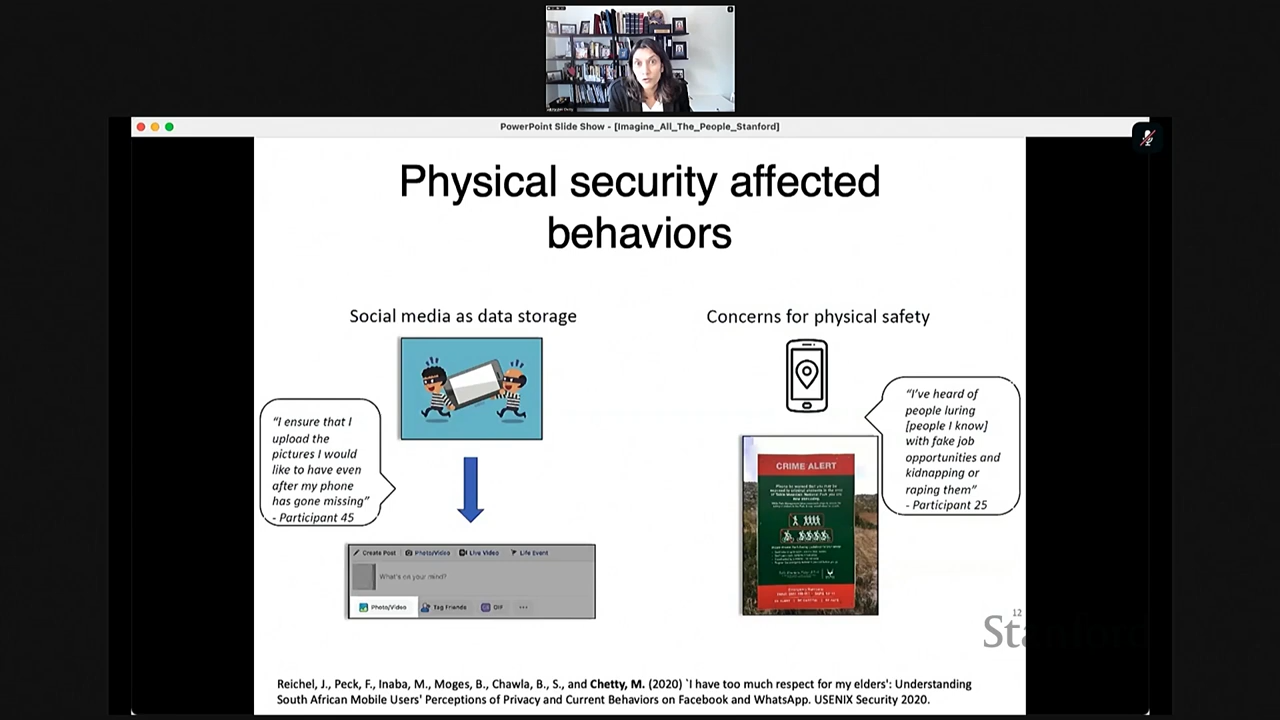 PowerPoint Slide Show - [Imagine_All_The_People_Stanford]
Physical security affected
behaviors
Social media as data storage
"I ensure that I
upload the
pictures I would
like to have even
after my phone
has gone missing"
- Participant 45
Create Post
Photo/Video
Live Video
Life Event
What's on your mind?
Photo/Video
Tag Friends
GIF
...
Concerns for physical safety
"I've heard of
people luring
[people I know]
with fake job
opportunities and
kidnapping or
raping them"
- Participant 25
CRIME ALERT
12
Stanford
Reichel, J., Peck, F., Inaba, M., Moges, B., Chawla, B., S., and Chetty, M. (2020) `I have too much respect for my elders': Understanding
South African Mobile Users' Perceptions of Privacy and Current Behaviors on Facebook and WhatsApp. USENIX Security 2020.